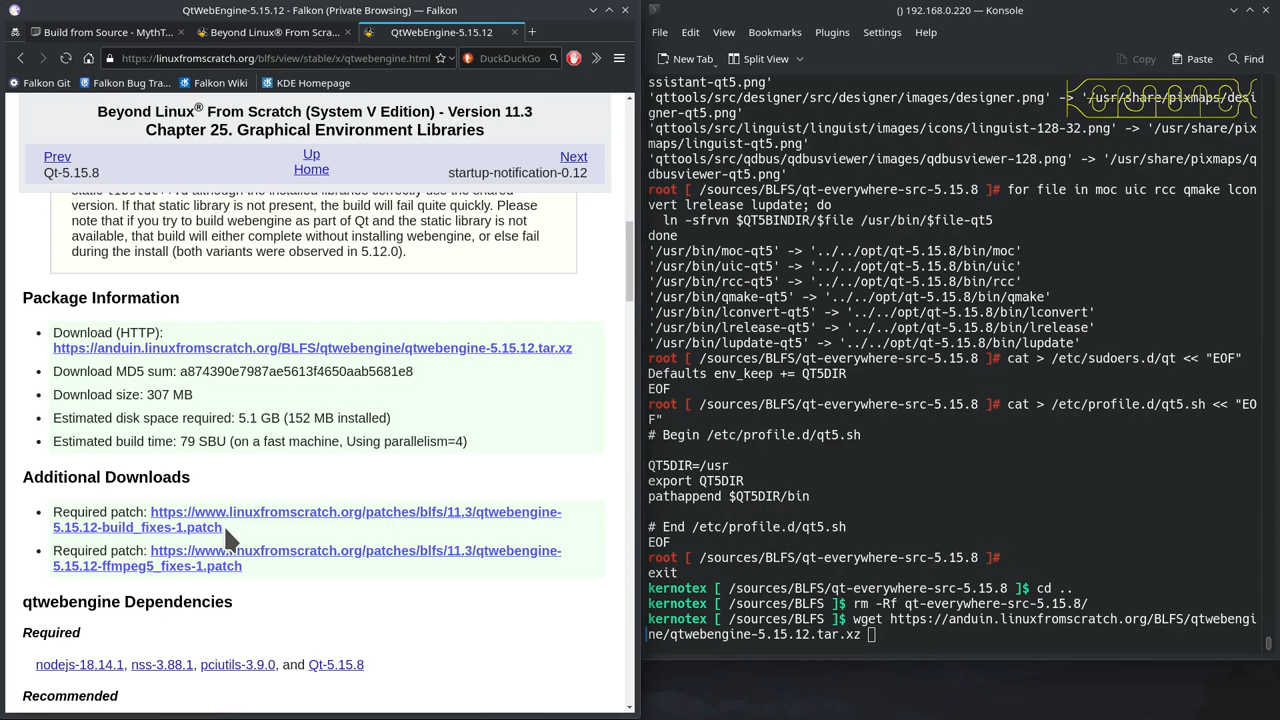 QtWebEngine-5.15.12 - Falkon (Private Browsing) — Falkon
Build from Source - MythT...
Beyond Linux® From Scra...
QtWebEngine-5.15.12
https://linuxfromscratch.org/blfs/view/stable/x/qtwebengine.html
DuckDuckGo
Falkon Git
Falkon Bug Tra...
Falkon Wiki
KDE Homepage
Beyond Linux® From Scratch (System V Edition) - Version 11.3
Chapter 25. Graphical Environment Libraries
Prev
Up
Next
Qt-5.15.8
Home
startup-notification-0.12
version. If that static library is not present, the build will fail quite quickly. Please
note that if you try to build webengine as part of Qt and the static library is not
available, that build will either complete without installing webengine, or else fail
during the install (both variants were observed in 5.12.0).
Package Information
Download (HTTP):
https://anduin.linuxfromscratch.org/BLFS/qtwebengine/qtwebengine-5.15.12.tar.xz
Download MD5 sum: a874390e7987ae5613f4650aab5681e8
Download size: 307 MB
Estimated disk space required: 5.1 GB (152 MB installed)
Estimated build time: 79 SBU (on a fast machine, Using parallelism=4)
Additional Downloads
Required patch: https://www.linuxfromscratch.org/patches/blfs/11.3/qtwebengine-
5.15.12-build_fixes-1.patch
Required patch: https://www.linuxfromscratch.org/patches/blfs/11.3/qtwebengine-
5.15.12-ffmpeg5_fixes-1.patch
qtwebengine Dependencies
Required
nodejs-18.14.1, nss-3.88.1, pciutils-3.9.0, and Qt-5.15.8
Recommended
() 192.168.0.220 — Konsole
File Edit View Bookmarks Plugins Settings Help
New Tab
Split View
Copy
Paste
Find
ssistant-qt5.png'
'qttools/src/designer/src/designer/images/designer.png' -> '/usr/share/pixmaps/desi
gner-qt5.png'
'qttools/src/linguist/linguist/images/icons/linguist-128-32.png' -> '/usr/share/pix
maps/linguist-qt5.png'
'qttools/src/qdbus/qdbusviewer/images/qdbusviewer-128.png' -> '/usr/share/pixmaps/q
dbusviewer-qt5.png'
root [ /sources/BLFS/qt-everywhere-src-5.15.8 ]# for file in moc uic rcc qmake lcon
vert lrelease lupdate; do
ln -sfrvn $QT5BINDIR/$file /usr/bin/$file-qt5
done
'/usr/bin/moc-qt5' -> '../../opt/qt-5.15.8/bin/moc'
'/usr/bin/uic-qt5' -> '../../opt/qt-5.15.8/bin/uic'
'/usr/bin/rcc-qt5' -> '../../opt/qt-5.15.8/bin/rcc'
'/usr/bin/qmake-qt5' -> '../../opt/qt-5.15.8/bin/qmake'
'/usr/bin/lconvert-qt5' -> '../../opt/qt-5.15.8/bin/lconvert'
'/usr/bin/lrelease-qt5' -> '../../opt/qt-5.15.8/bin/lrelease'
'/usr/bin/lupdate-qt5' -> '../../opt/qt-5.15.8/bin/lupdate'
root [ /sources/BLFS/qt-everywhere-src-5.15.8 ]# cat > /etc/sudoers.d/qt << "EOF"
Defaults env_keep += QT5DIR
EOF
root [ /sources/BLFS/qt-everywhere-src-5.15.8 ]# cat > /etc/profile.d/qt5.sh << "EO
F"
# Begin /etc/profile.d/qt5.sh
QT5DIR=/usr
export QT5DIR
pathappend $QT5DIR/bin
# End /etc/profile.d/qt5.sh
EOF
root [ /sources/BLFS/qt-everywhere-src-5.15.8 ]#
exit
kernotex [ /sources/BLFS/qt-everywhere-src-5.15.8 ]$ cd ..
kernotex [ /sources/BLFS ]$ rm -Rf qt-everywhere-src-5.15.8/
kernotex [ /sources/BLFS ]$ wget https://anduin.linuxfromscratch.org/BLFS/qtwebengi
ne/qtwebengine-5.15.12.tar.xz